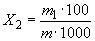 X₂ = m₁·100 / m·1000